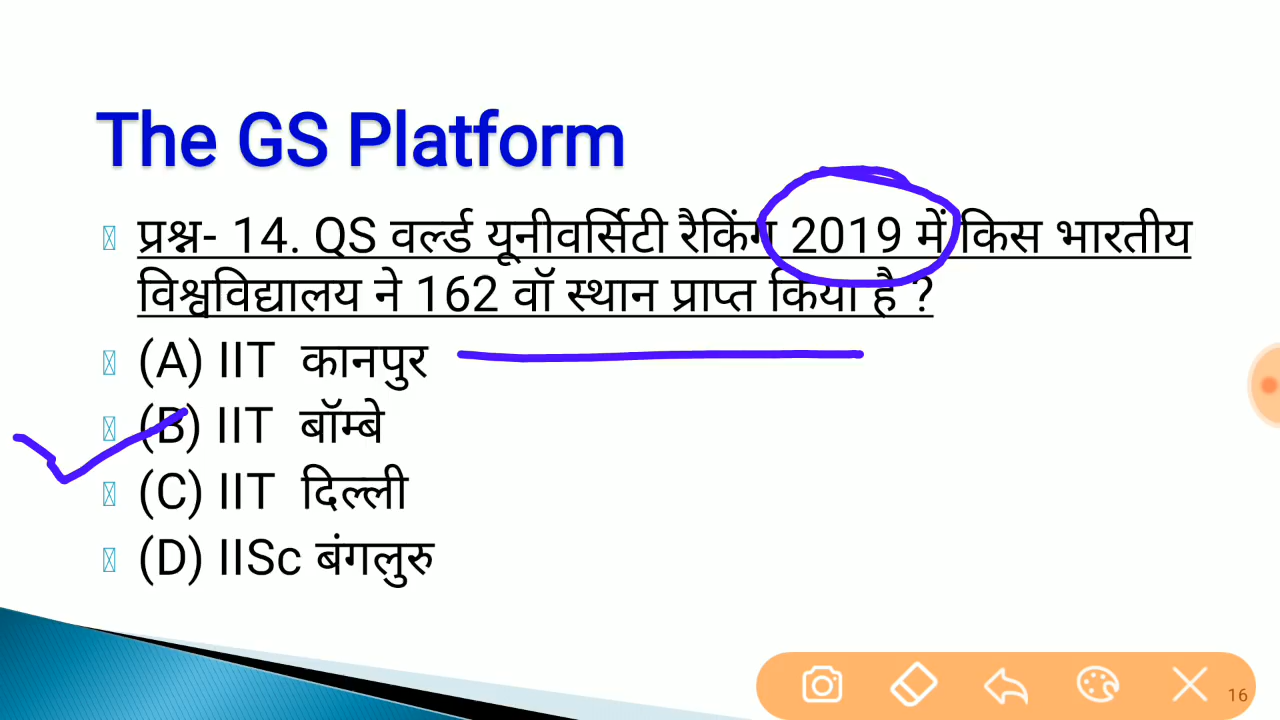 The GS Platform
प्रश्न- 14. QS वर्ल्ड यूनीवर्सिटी रैकिंग 2019 में किस भारतीय
विश्वविद्यालय ने 162 वॉ स्थान प्राप्त किया है ?
(A) IIT कानपुर
(B) IIT बॉम्बे
(C) IIT दिल्ली
(D) IISc बंगलुरु
16